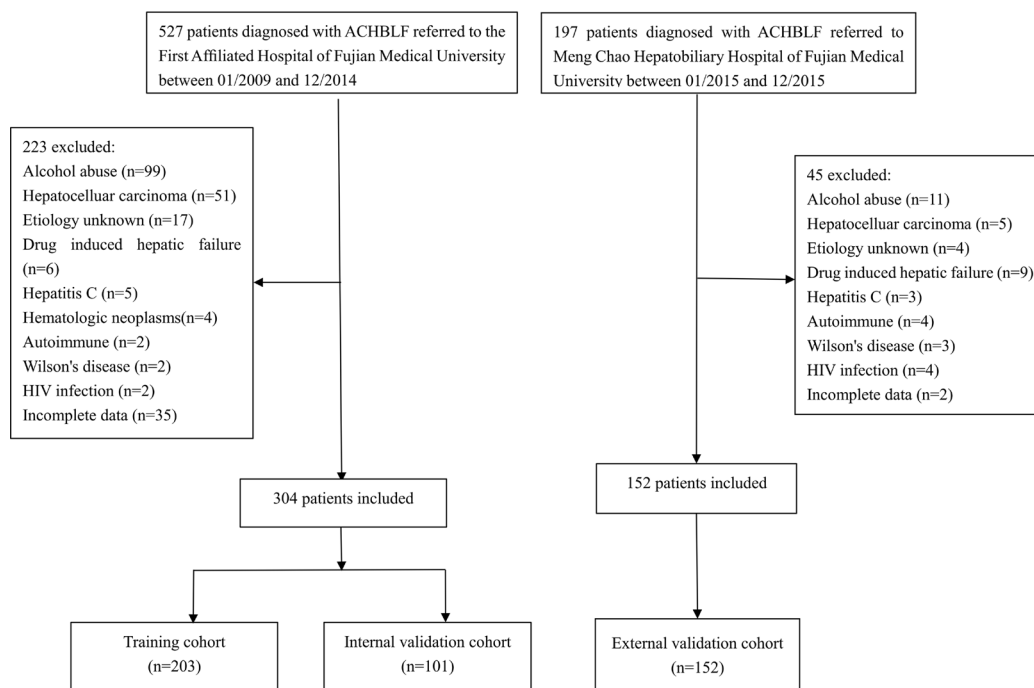 527 patients diagnosed with ACHBLF referred to the
First Affiliated Hospital of Fujian Medical University
between 01/2009 and 12/2014
197 patients diagnosed with ACHBLF referred to
Meng Chao Hepatobiliary Hospital of Fujian Medical
University between 01/2015 and 12/2015
223 excluded:
Alcohol abuse (n=99)
Hepatocelluar carcinoma (n=51)
Etiology unknown (n=17)
Drug induced hepatic failure
(n=6)
Hepatitis C (n=5)
Hematologic neoplasms(n=4)
Autoimmune (n=2)
Wilson's disease (n=2)
HIV infection (n=2)
Incomplete data (n=35)
45 excluded:
Alcohol abuse (n=11)
Hepatocelluar carcinoma (n=5)
Etiology unknown (n=4)
Drug induced hepatic failure (n=9)
Hepatitis C (n=3)
Autoimmune (n=4)
Wilson's disease (n=3)
HIV infection (n=4)
Incomplete data (n=2)
304 patients included
152 patients included
Training cohort
(n=203)
Internal validation cohort
(n=101)
External validation cohort
(n=152)